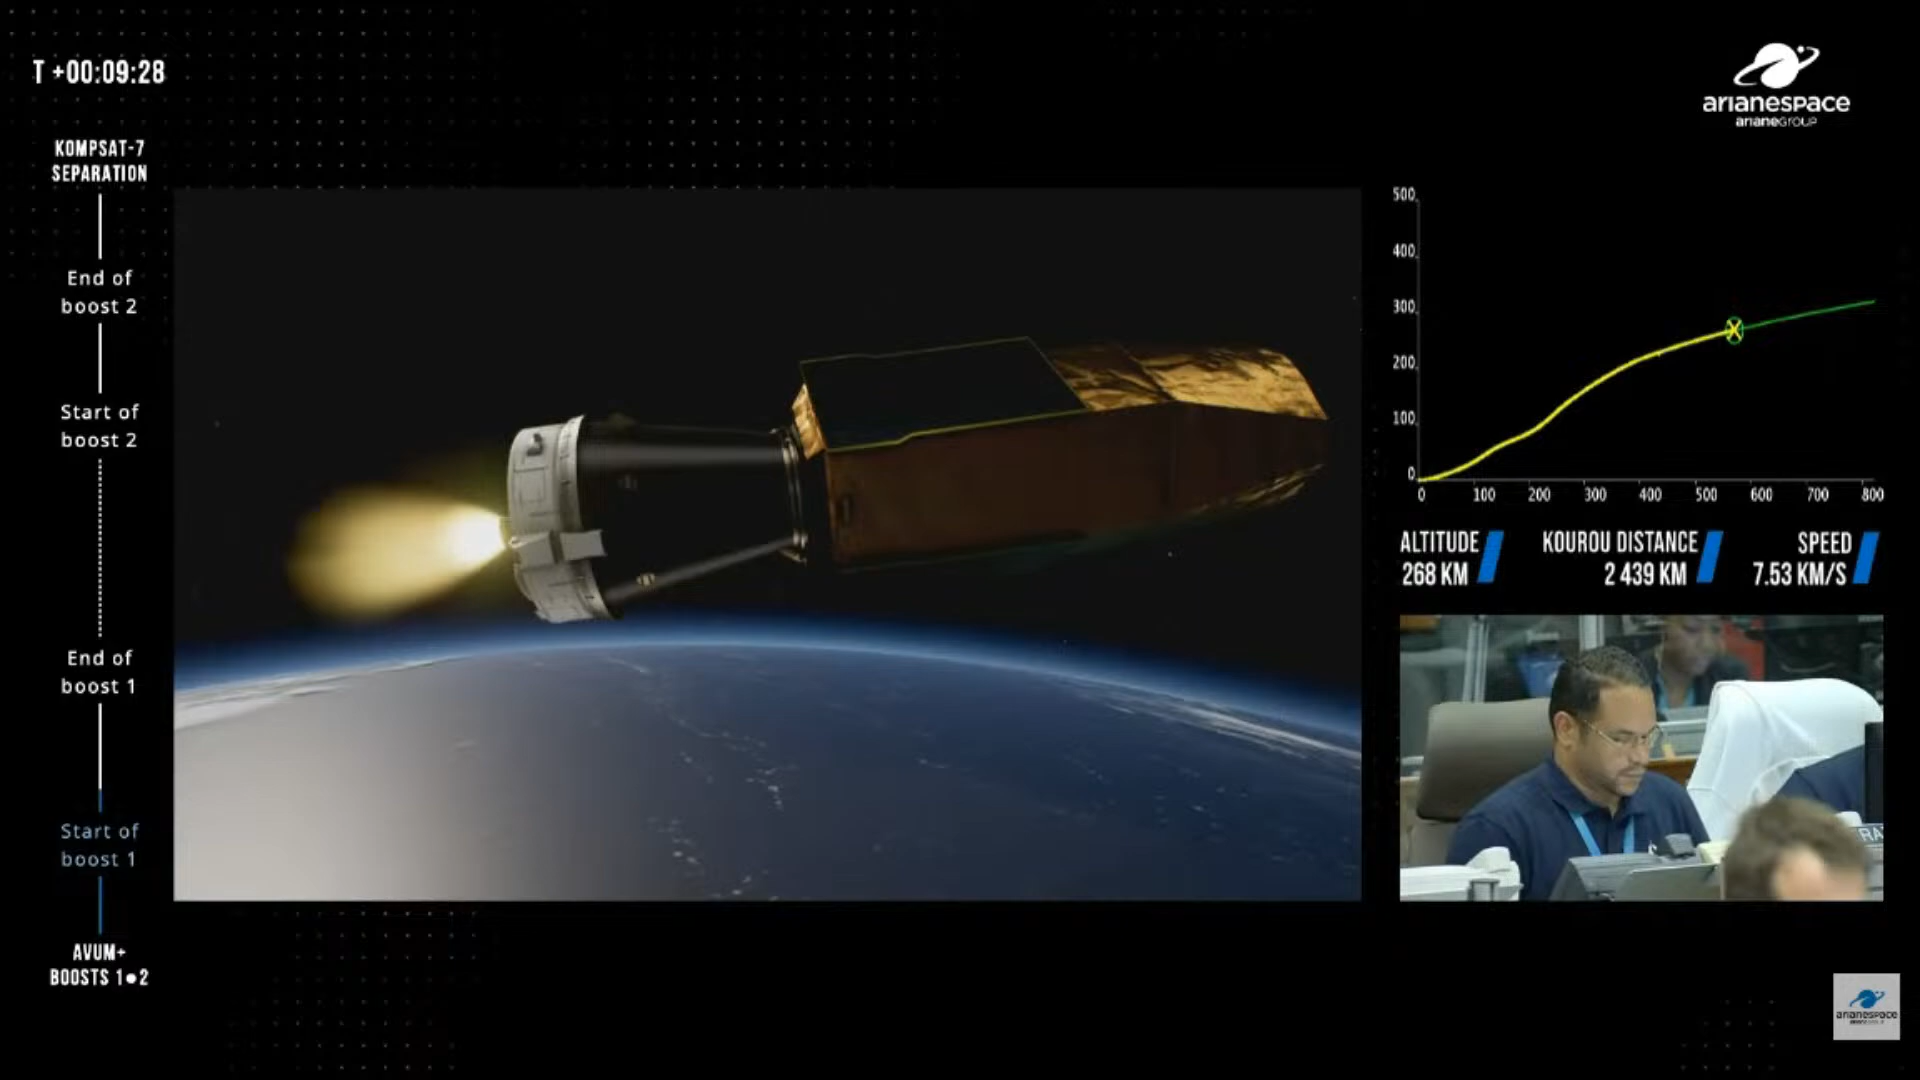 T +00:09:28
arianespace
arianeGROUP
KOMPSAT-7
SEPARATION
End of
boost 2
Start of
boost 2
End of
boost 1
Start of
boost 1
AVUM+
BOOSTS 1•2
500
400
300
200
100
0
0 100 200 300 400 500 600 700 800
ALTITUDE
268 KM
KOUROU DISTANCE
2 439 KM
SPEED
7.53 KM/S
RA
arianespace